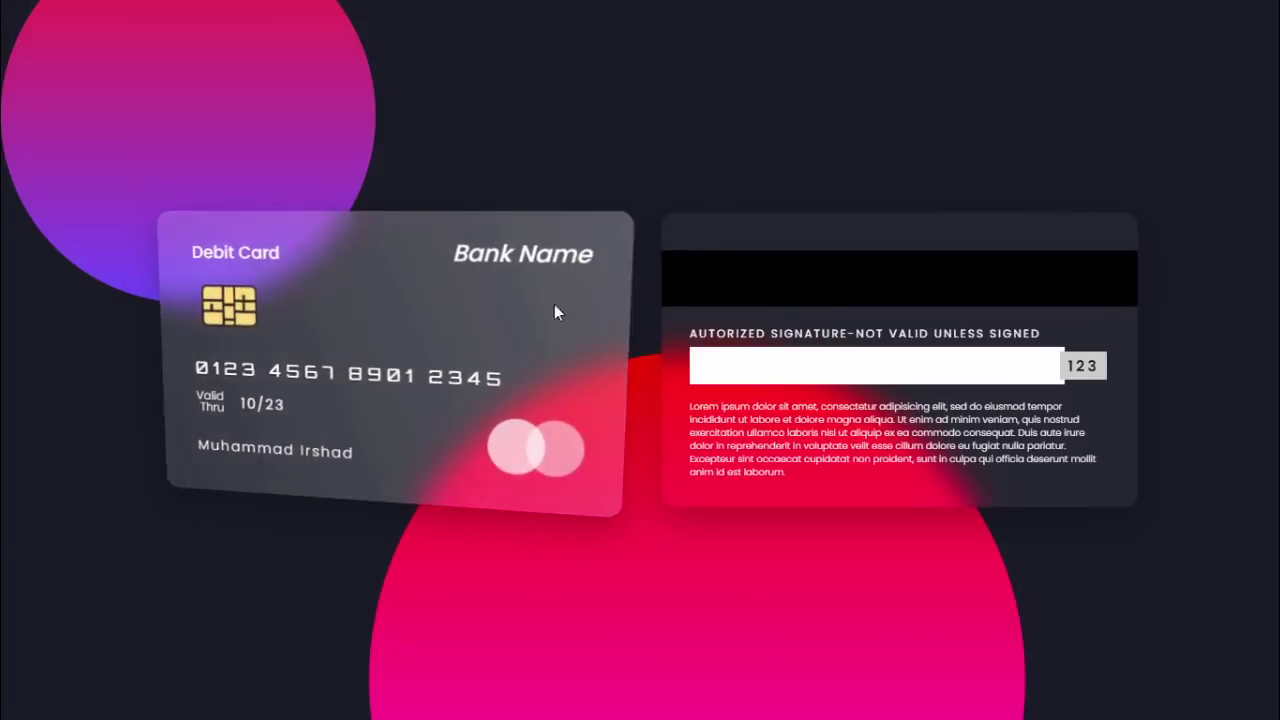 Debit Card
Bank Name
0123 4567 8901 2345
Valid
Thru
10/23
Muhammad Irshad
AUTORIZED SIGNATURE-NOT VALID UNLESS SIGNED
123
Lorem ipsum dolor sit amet, consectetur adipisicing elit, sed do eiusmod tempor
incididunt ut labore et dolore magna aliqua. Ut enim ad minim veniam, quis nostrud
exercitation ullamco laboris nisi ut aliquip ex ea commodo consequat. Duis aute irure
dolor in reprehenderit in voluptate velit esse cillum dolore eu fugiat nulla pariatur.
Excepteur sint occaecat cupidatat non proident, sunt in culpa qui officia deserunt mollit
anim id est laborum.